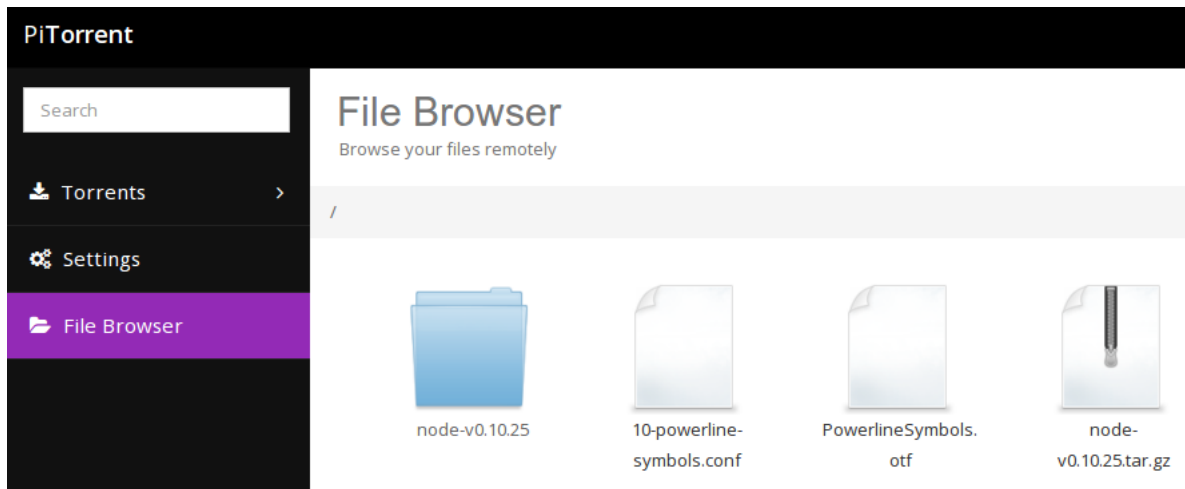 PiTorrent
Search
Torrents
Settings
File Browser
File Browser
Browse your files remotely
/
node-v0.10.25
10-powerline-
symbols.conf
PowerlineSymbols.
otf
node-
v0.10.25.tar.gz